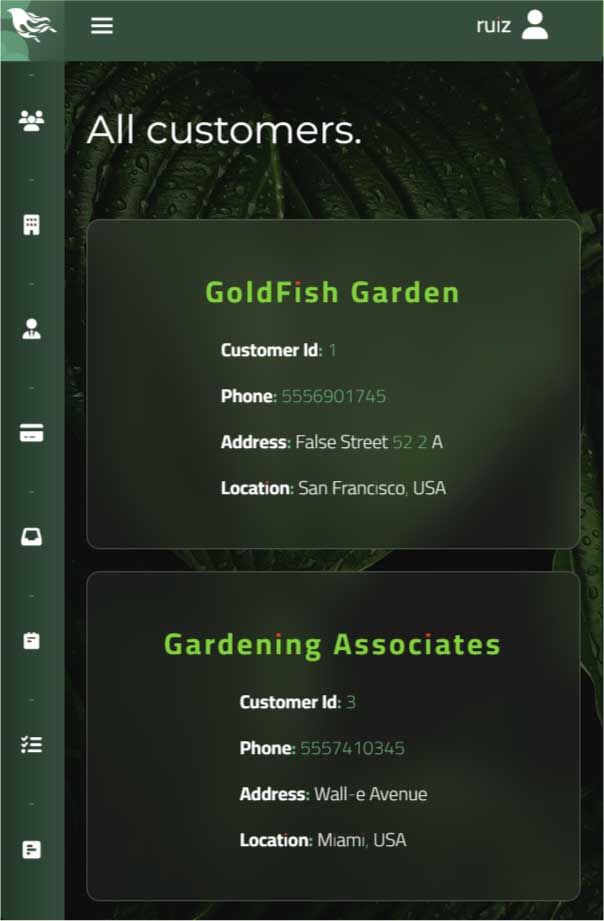 ruiz
All customers.
GoldFish Garden
Customer Id: 1
Phone: 5556901745
Address: False Street 52 2 A
Location: San Francisco, USA
Gardening Associates
Customer Id: 3
Phone: 5557410345
Address: Wall-e Avenue
Location: Miami, USA